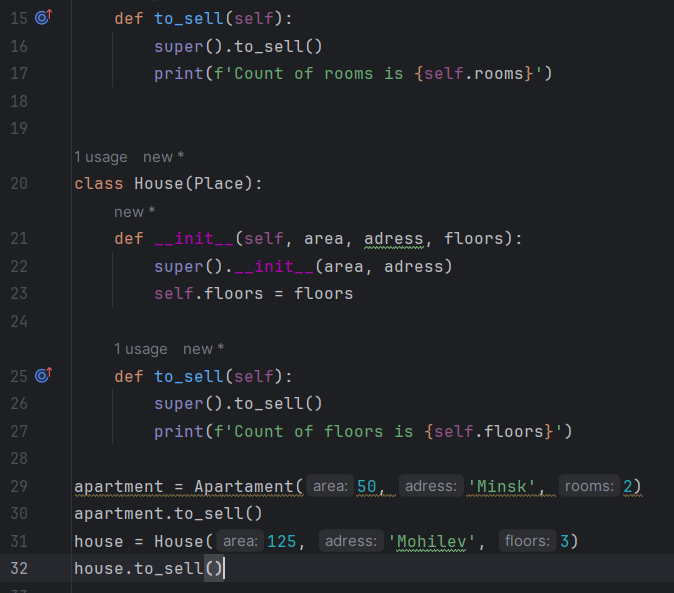 15 def to_sell(self):
16 super().to_sell()
17 print(f'Count of rooms is {self.rooms}')
18
19
1 usage new *
20 class House(Place):
new *
21 def __init__(self, area, adress, floors):
22 super().__init__(area, adress)
23 self.floors = floors
24
1 usage new *
25 def to_sell(self):
26 super().to_sell()
27 print(f'Count of floors is {self.floors}')
28
29 apartment = Apartament( area: 50, adress: 'Minsk', rooms: 2)
30 apartment.to_sell()
31 house = House( area: 125, adress: 'Mohilev', floors: 3)
32 house.to_sell()